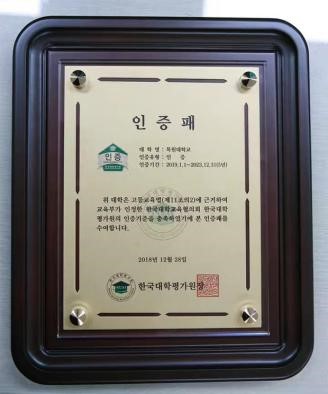 인 증 패
인증
대 학 명 : 목원대학교
인증유형 : 인 증
인증기간 : 2019.1.1~2023.12.31(5년)
위 대학은 고등교육법(제11조의2)에 근거하여
교육부가 인정한 한국대학교육협의회 한국대학
평가원의 인증기준을 충족하였기에 본 인증패를
수여합니다.
2018년 12월 28일
한국대학평가원장